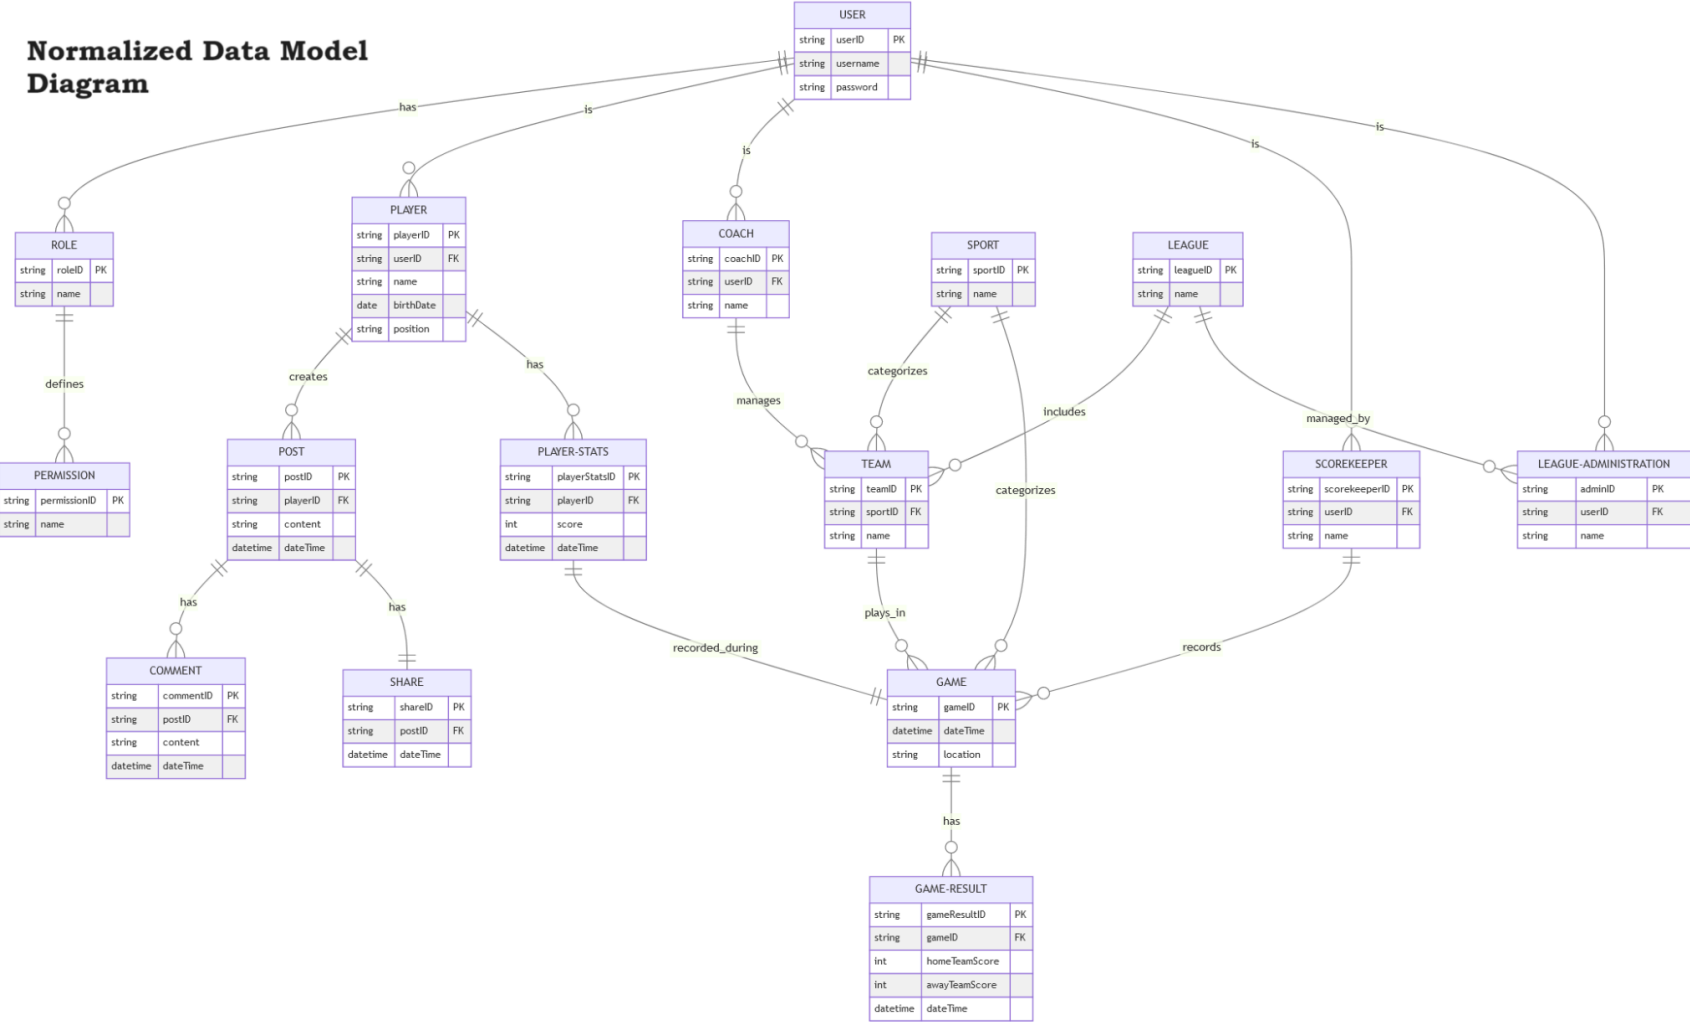 Normalized Data Model
Diagram
USER
string userID PK
string username
string password
has
is
is
is
is
ROLE
string roleID PK
string name
PLAYER
string playerID PK
string userID FK
string name
date birthDate
string position
COACH
string coachID PK
string userID FK
string name
SPORT
string sportID PK
string name
LEAGUE
string leagueID PK
string name
defines
creates
has
manages
categorizes
includes
managed_by
categorizes
PERMISSION
string permissionID PK
string name
POST
string postID PK
string playerID FK
string content
datetime dateTime
PLAYER-STATS
string playerStatsID PK
string playerID FK
int score
datetime dateTime
TEAM
string teamID PK
string sportID FK
string name
SCOREKEEPER
string scorekeeperID PK
string userID FK
string name
LEAGUE-ADMINISTRATION
string adminID PK
string userID FK
string name
has
has
recorded_during
plays_in
records
COMMENT
string commentID PK
string postID FK
string content
datetime dateTime
SHARE
string shareID PK
string postID FK
datetime dateTime
GAME
string gameID PK
datetime dateTime
string location
has
GAME-RESULT
string gameResultID PK
string gameID FK
int homeTeamScore
int awayTeamScore
datetime dateTime